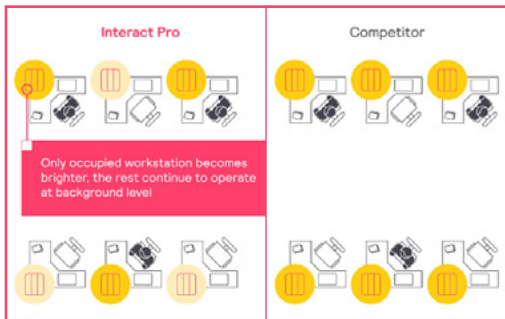 Interact Pro
Competitor
Only occupied workstation becomes
brighter, the rest continue to operate
at background level